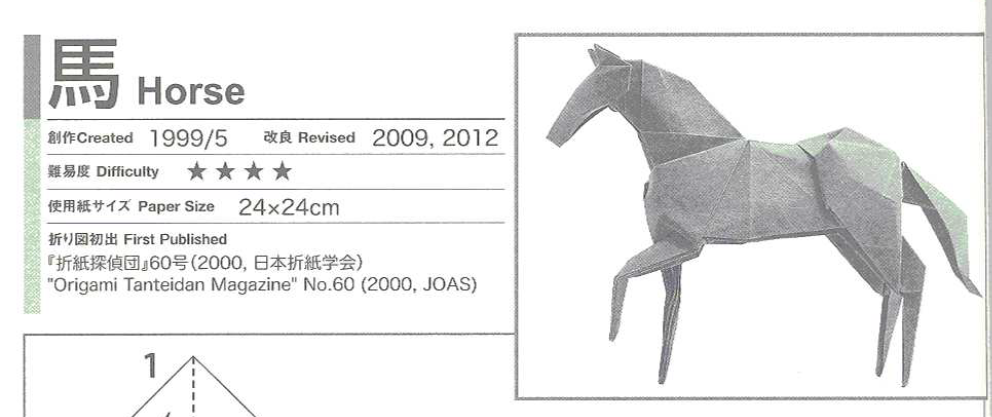 馬 Horse
創作Created 1999/5 改良 Revised 2009, 2012
難易度 Difficulty ★★★★
使用紙サイズ Paper Size 24×24cm
折り図初出 First Published
『折紙探偵団』60号(2000, 日本折紙学会)
"Origami Tanteidan Magazine" No.60 (2000, JOAS)
1